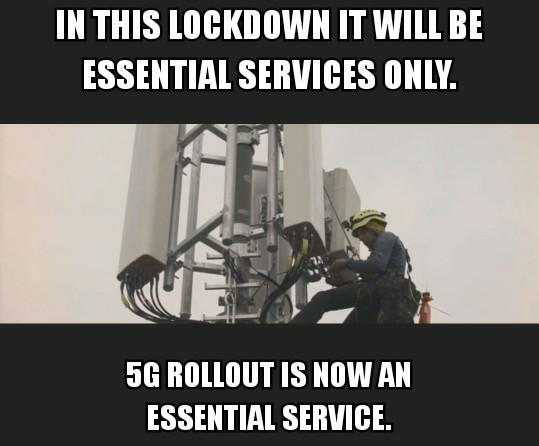 IN THIS LOCKDOWN IT WILL BE
ESSENTIAL SERVICES ONLY.
5G ROLLOUT IS NOW AN
ESSENTIAL SERVICE.